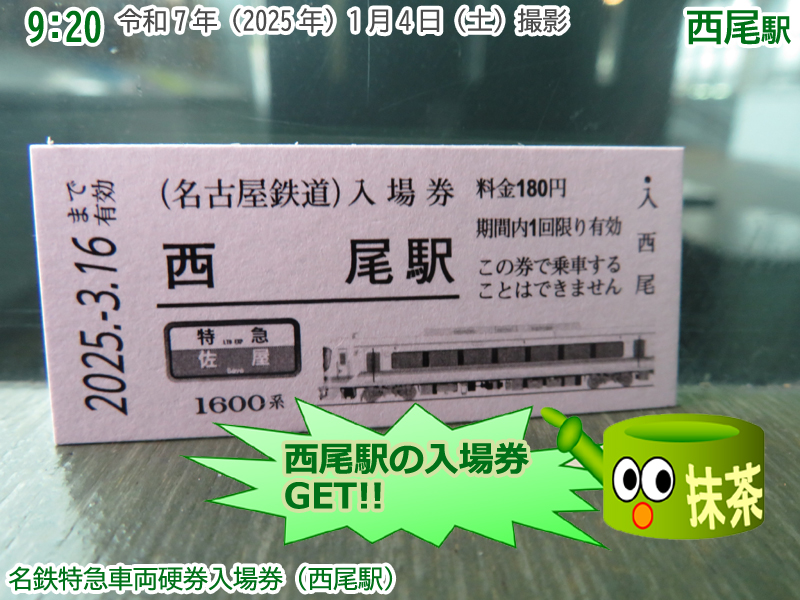 9:20 令和7年（2025年）1月4日（土）撮影
西尾駅
2025.-3.16まで有効
（名古屋鉄道）入場券
西尾駅
料金180円
期間内1回限り有効
この券で乗車する
ことはできません
・入西尾
特急
佐屋
1600系
西尾駅の入場券
GET!!
抹茶
名鉄特急車両硬券入場券（西尾駅）